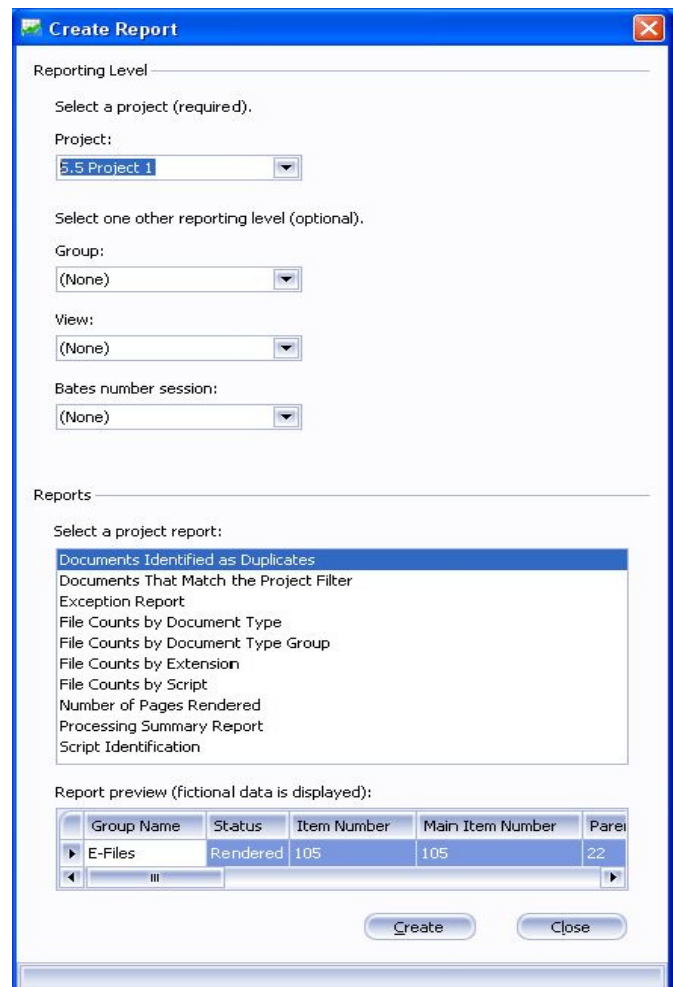 Create Report
Reporting Level
Select a project (required).
Project:
5.5 Project 1
Select one other reporting level (optional).
Group:
(None)
View:
(None)
Bates number session:
(None)
Reports
Select a project report:
Documents Identified as Duplicates
Documents That Match the Project Filter
Exception Report
File Counts by Document Type
File Counts by Document Type Group
File Counts by Extension
File Counts by Script
Number of Pages Rendered
Processing Summary Report
Script Identification
Report preview (fictional data is displayed):
Group Name Status Item Number Main Item Number
E-Files Rendered 105 105 22
Create Close